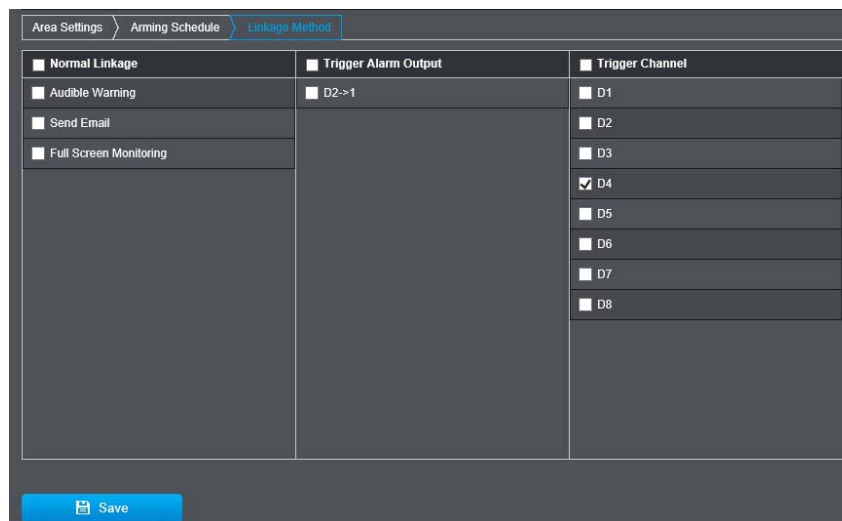 Area Settings Arming Schedule Linkage Method
Normal Linkage Trigger Alarm Output Trigger Channel
Audible Warning D2->1 D1
Send Email D2
Full Screen Monitoring D3
D4
D5
D6
D7
D8
Save